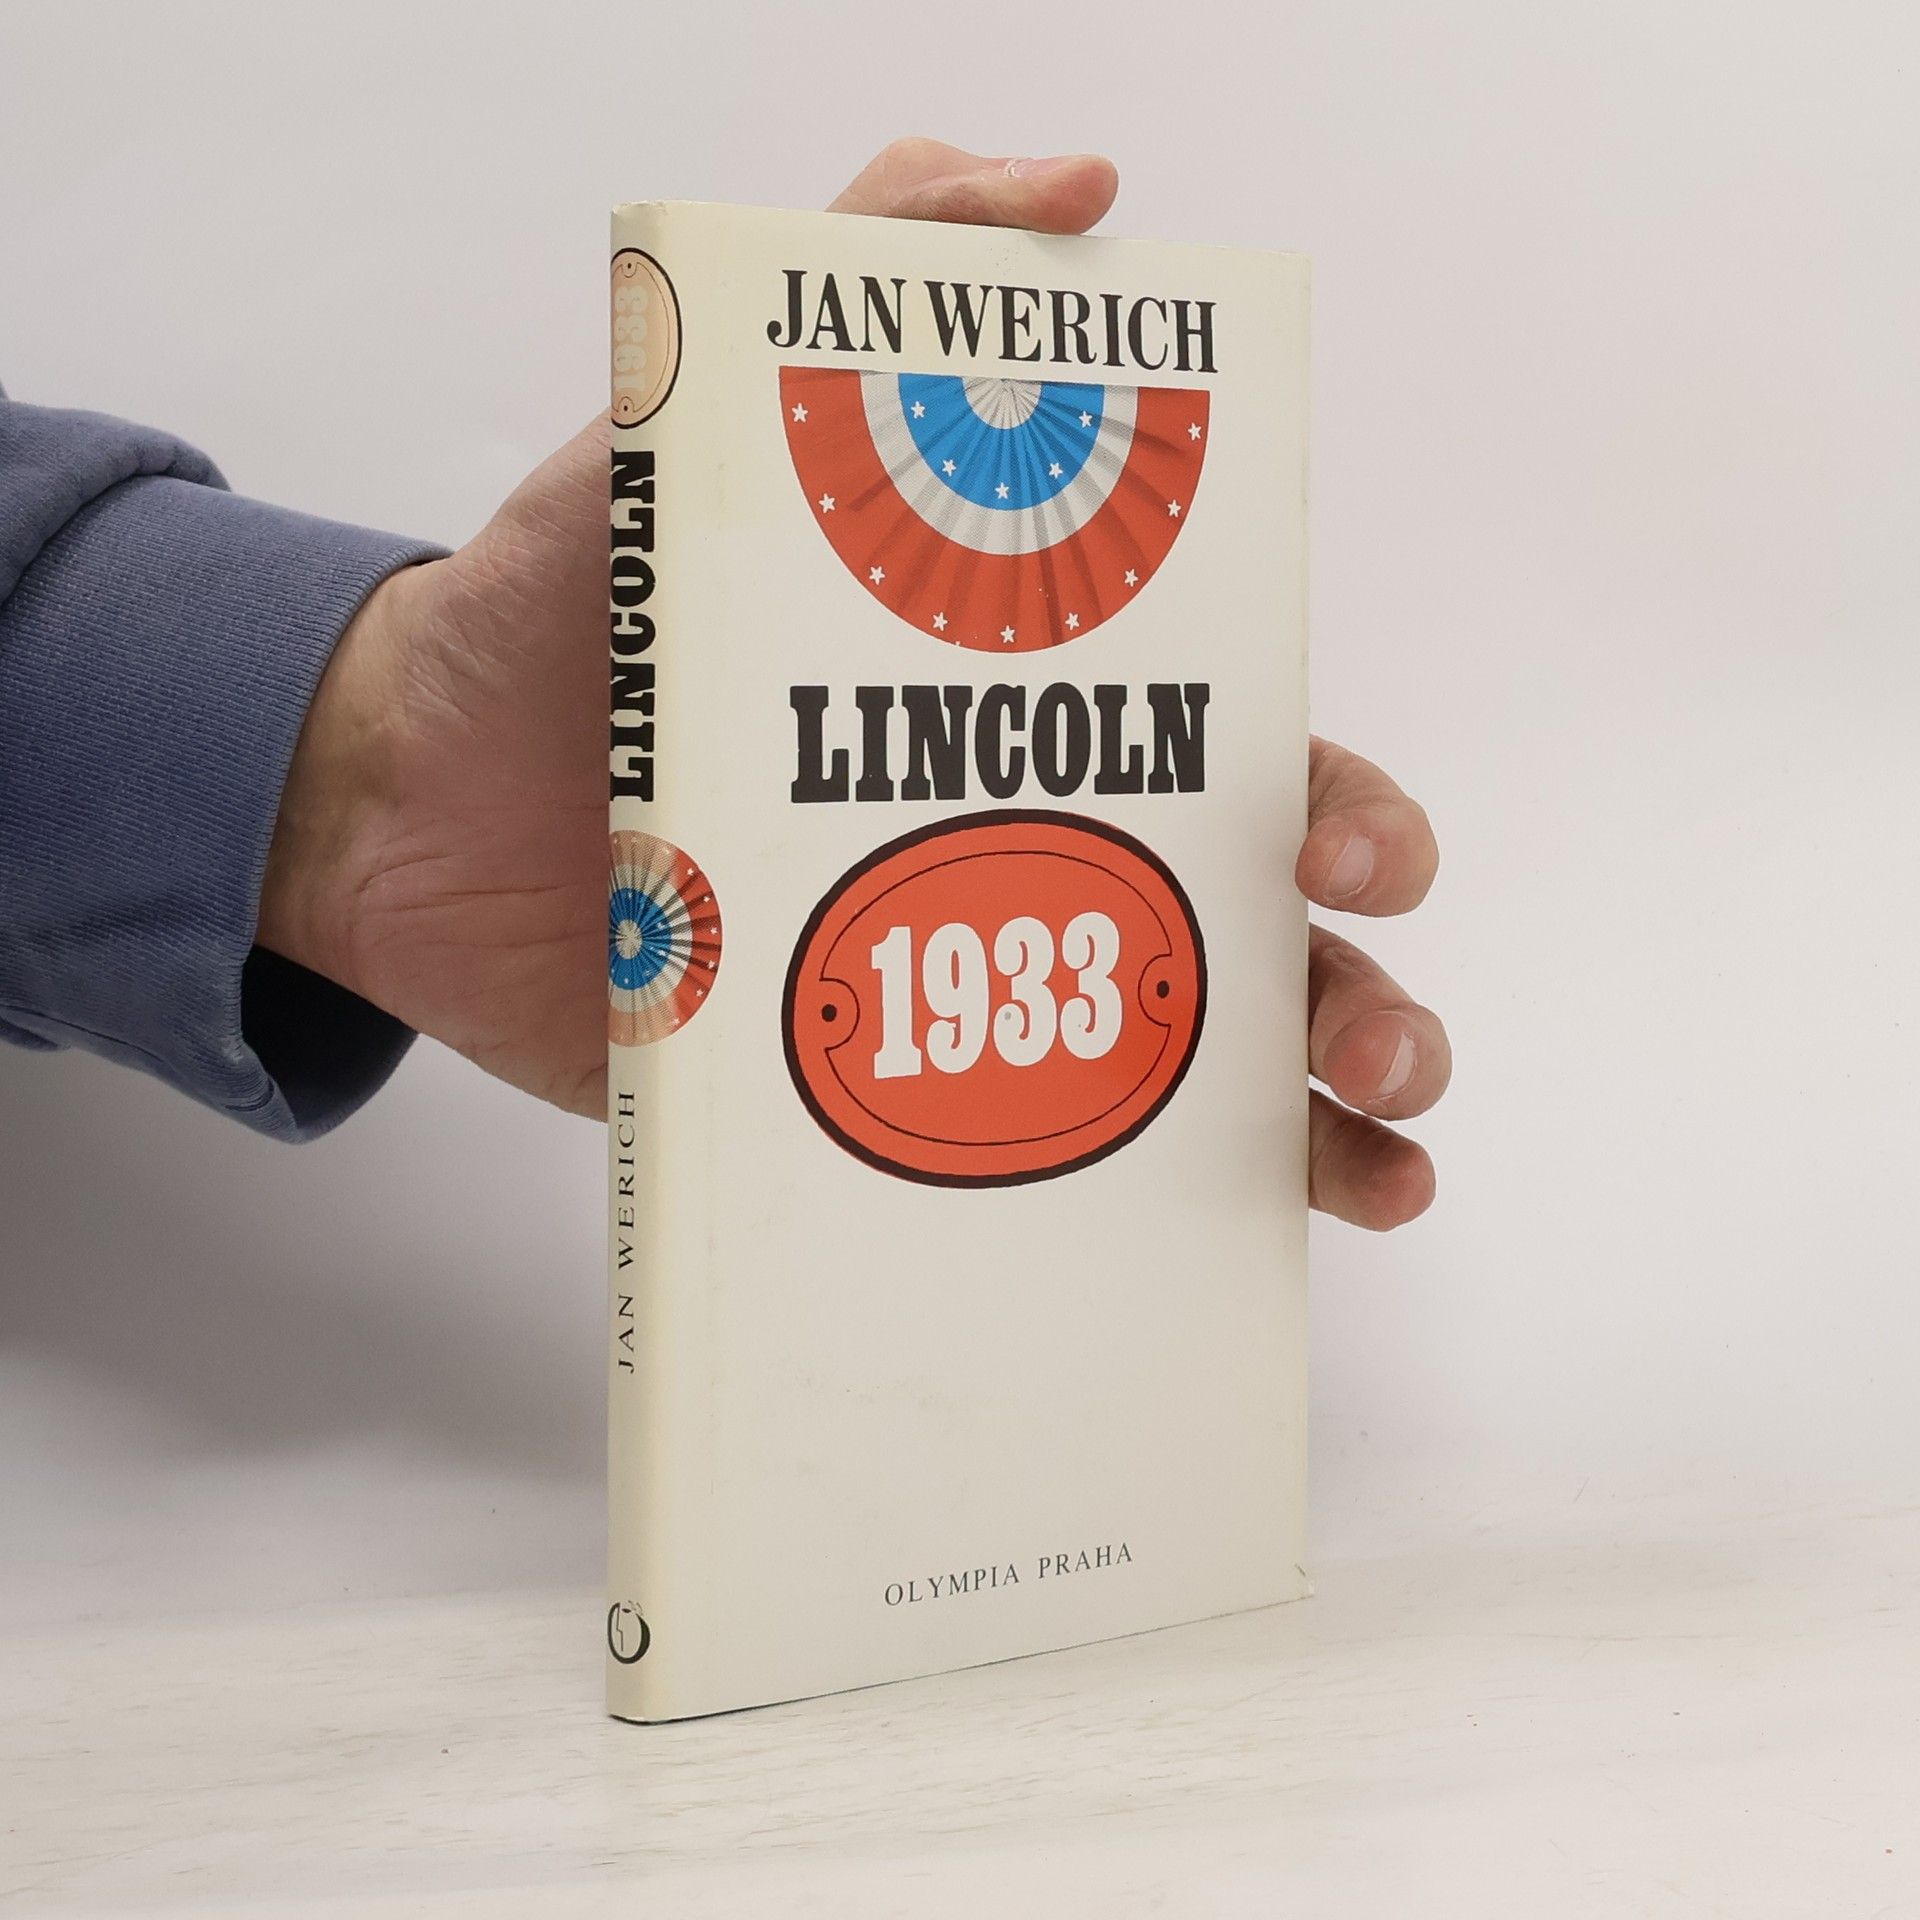 JAN WERICH
LINCOLN
1933
OLYMPIA PRAHA
1933
LINCOLN
JAN WERICH